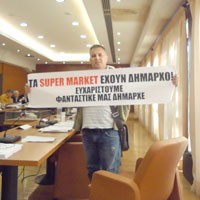 ΤΑ SUPER MARKET ΕΧΟΥΝ ΔΗΜΑΡΧΟ!
ΕΥΧΑΡΙΣΤΟΥΜΕ
ΦΑΝΤΑΣΤΙΚΕ ΜΑΣ ΔΗΜΑΡΧΕ